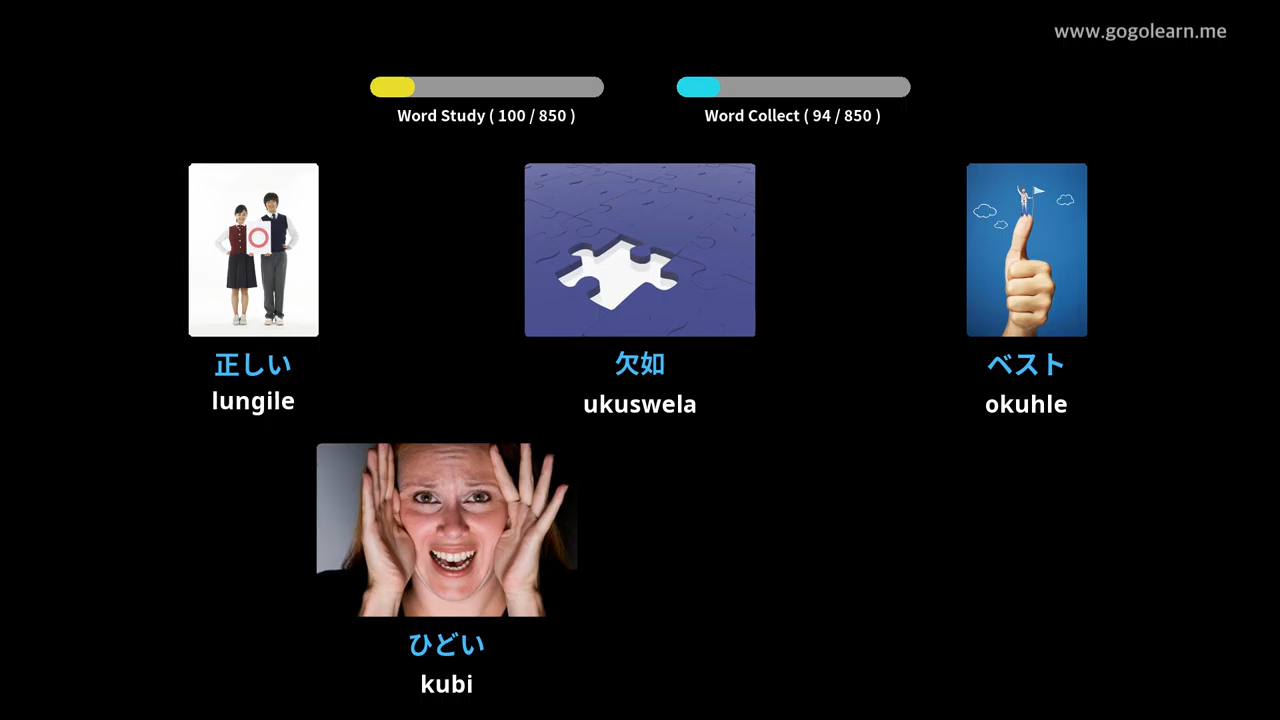 www.gogolearn.me
Word Study ( 100 / 850 )
Word Collect ( 94 / 850 )
正しい
lungile
欠如
ukuswela
ベスト
okuhle
ひどい
kubi